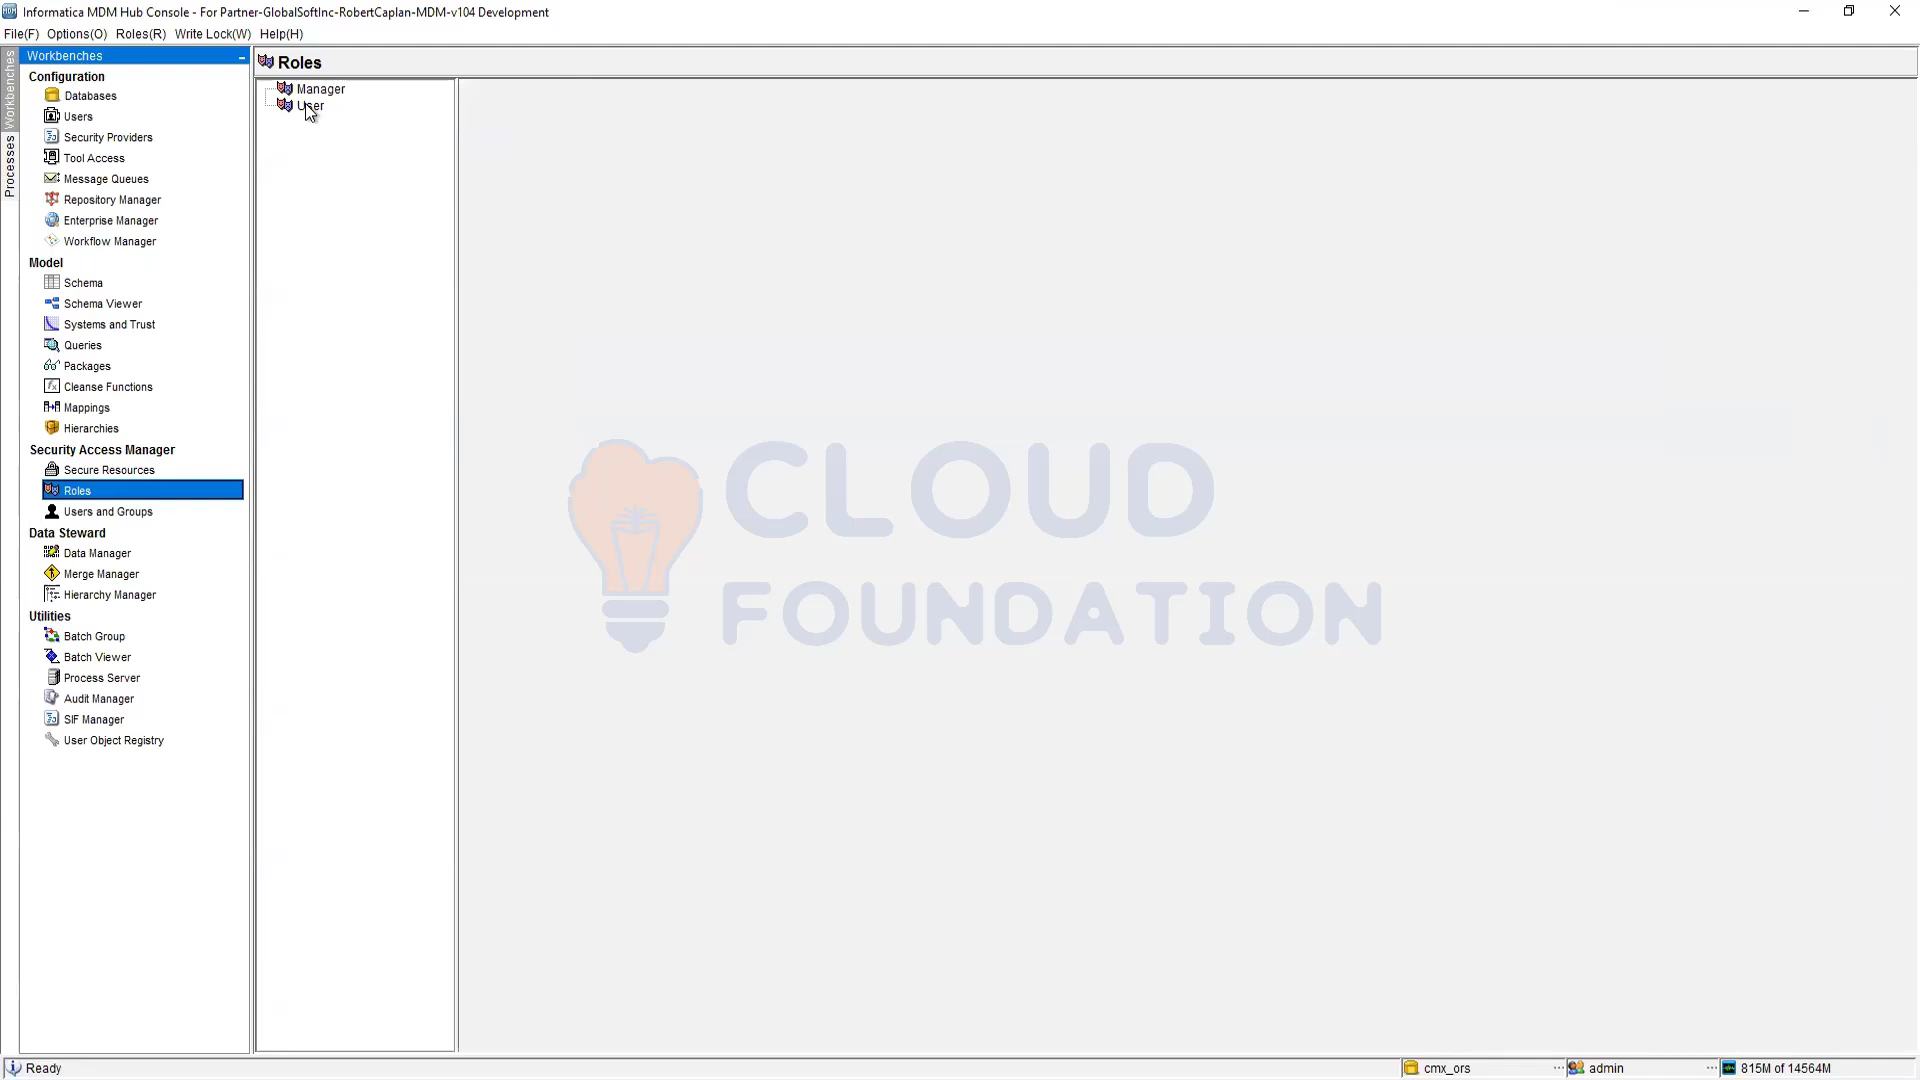 Informatica MDM Hub Console - For Partner-GlobalSoftInc-RobertCaplan-MDM-v104 Development
File(F) Options(O) Roles(R) Write Lock(W) Help(H)
Workbenches
Processes
Workbenches
Configuration
Databases
Users
Security Providers
Tool Access
Message Queues
Repository Manager
Enterprise Manager
Workflow Manager
Model
Schema
Schema Viewer
Systems and Trust
Queries
Packages
Cleanse Functions
Mappings
Hierarchies
Security Access Manager
Secure Resources
Roles
Users and Groups
Data Steward
Data Manager
Merge Manager
Hierarchy Manager
Utilities
Batch Group
Batch Viewer
Process Server
Audit Manager
SIF Manager
User Object Registry
Roles
Manager
User
CLOUD
FOUNDATION
Ready
cmx_ors ... admin ... 815M of 14564M